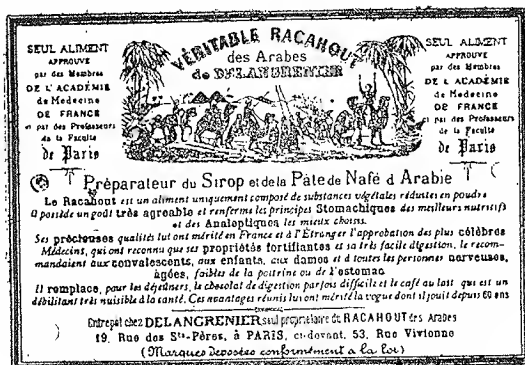 VÉRITABLE RACAHOUT
des Arabes
de DELANGRENIER
SEUL ALIMENT
APPROUVÉ
par des Membres
DE L'ACADÉMIE
de Medecine
DE FRANCE
et par des Professeurs
de la Faculté
de Paris
SEUL ALIMENT
APPROUVÉ
par des Membres
DE L'ACADÉMIE
de Médecine
DE FRANCE
et par des Professeurs
de la Faculté
de Paris
Préparateur du Sirop et de la Pâte de Nafé d'Arabie
Le Racahout est un aliment uniquement composé de substances végétales réduites en poudre
Il possède un goût très agréable et renferme les principes Stomachiques des meilleurs nutritifs
et des Analeptiques les mieux choisis.
Ses précieuses qualités lui ont mérité en France et à l'Étranger l'approbation des plus célèbres
Médecins, qui ont reconnu que ses propriétés fortifiantes et sa très facile digestion, le recom-
mandaient aux convalescents, aux enfants, aux dames et à toutes les personnes nerveuses,
âgées, faibles de la poitrine ou de l'estomac
Il remplace, pour les déjeûners, le chocolat de digestion parfois difficile et le café au lait qui est un
débilitant très nuisible à la santé. Ces avantages réunis lui ont mérité la vogue dont il jouit depuis 60 ans
Entrepôt chez DELANGRENIER seul propriétaire du RACAHOUT des Arabes
19. Rue des Sts-Pères, à PARIS, ci-devant, 53. Rue Vivienne
(Marques déposées conformément à la loi)